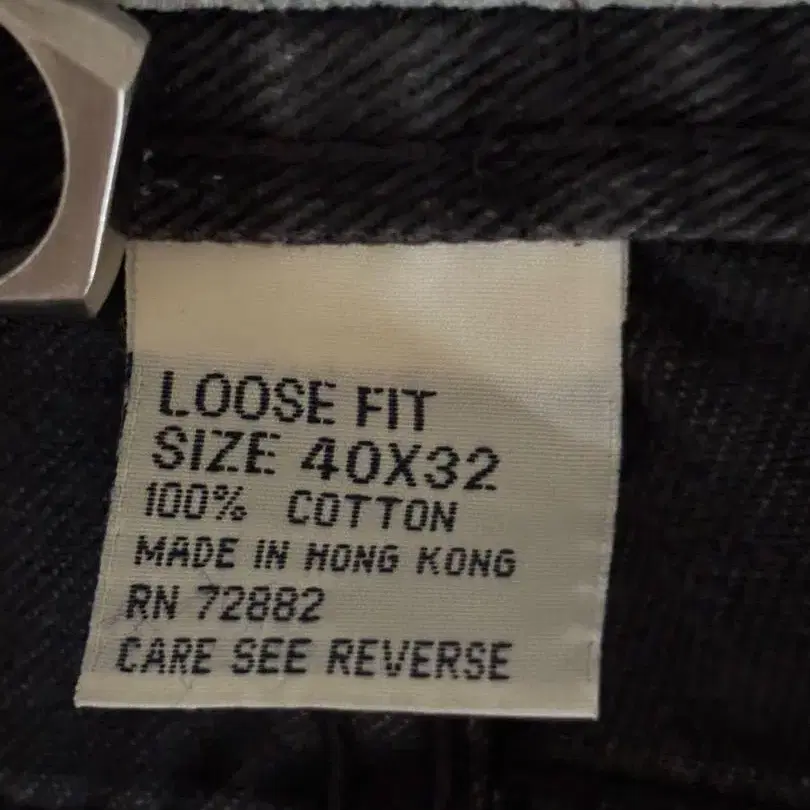 LOOSE FIT
SIZE 40X32
100% COTTON
MADE IN HONG KONG
RN 72882
CARE SEE REVERSE